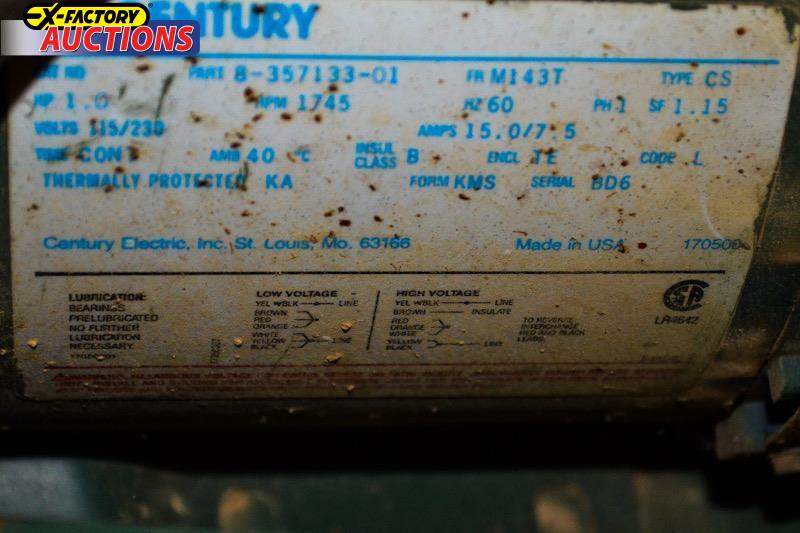 X-FACTORY
AUCTIONS
CENTURY
NO PART 8-357133-01 FR M143T TYPE CS
HP 1.0 RPM 1745 HZ 60 PH 1 SF 1.15
VOLTS 115/230 AMPS 15.0/7.5
TIME CONT AMB 40 °C INSUL CLASS B ENCL TE CODE L
THERMALLY PROTECTED KA FORM KMS SERIAL BD6
Century Electric, Inc. St. Louis, Mo. 63166 Made in USA 170500
LUBRICATION:
BEARINGS
PRELUBRICATED
NO FURTHER
LUBRICATION
NECESSARY
LOW VOLTAGE
YEL W/BLK LINE
BROWN
RED
ORANGE
WHITE
YELLOW LINE
BLACK
HIGH VOLTAGE
YEL W/BLK LINE
BROWN INSULATE
RED
ORANGE
WHITE
YELLOW LINE
BLACK
TO REVERSE
INTERCHANGE
RED AND BLACK
LEADS.
LR4642